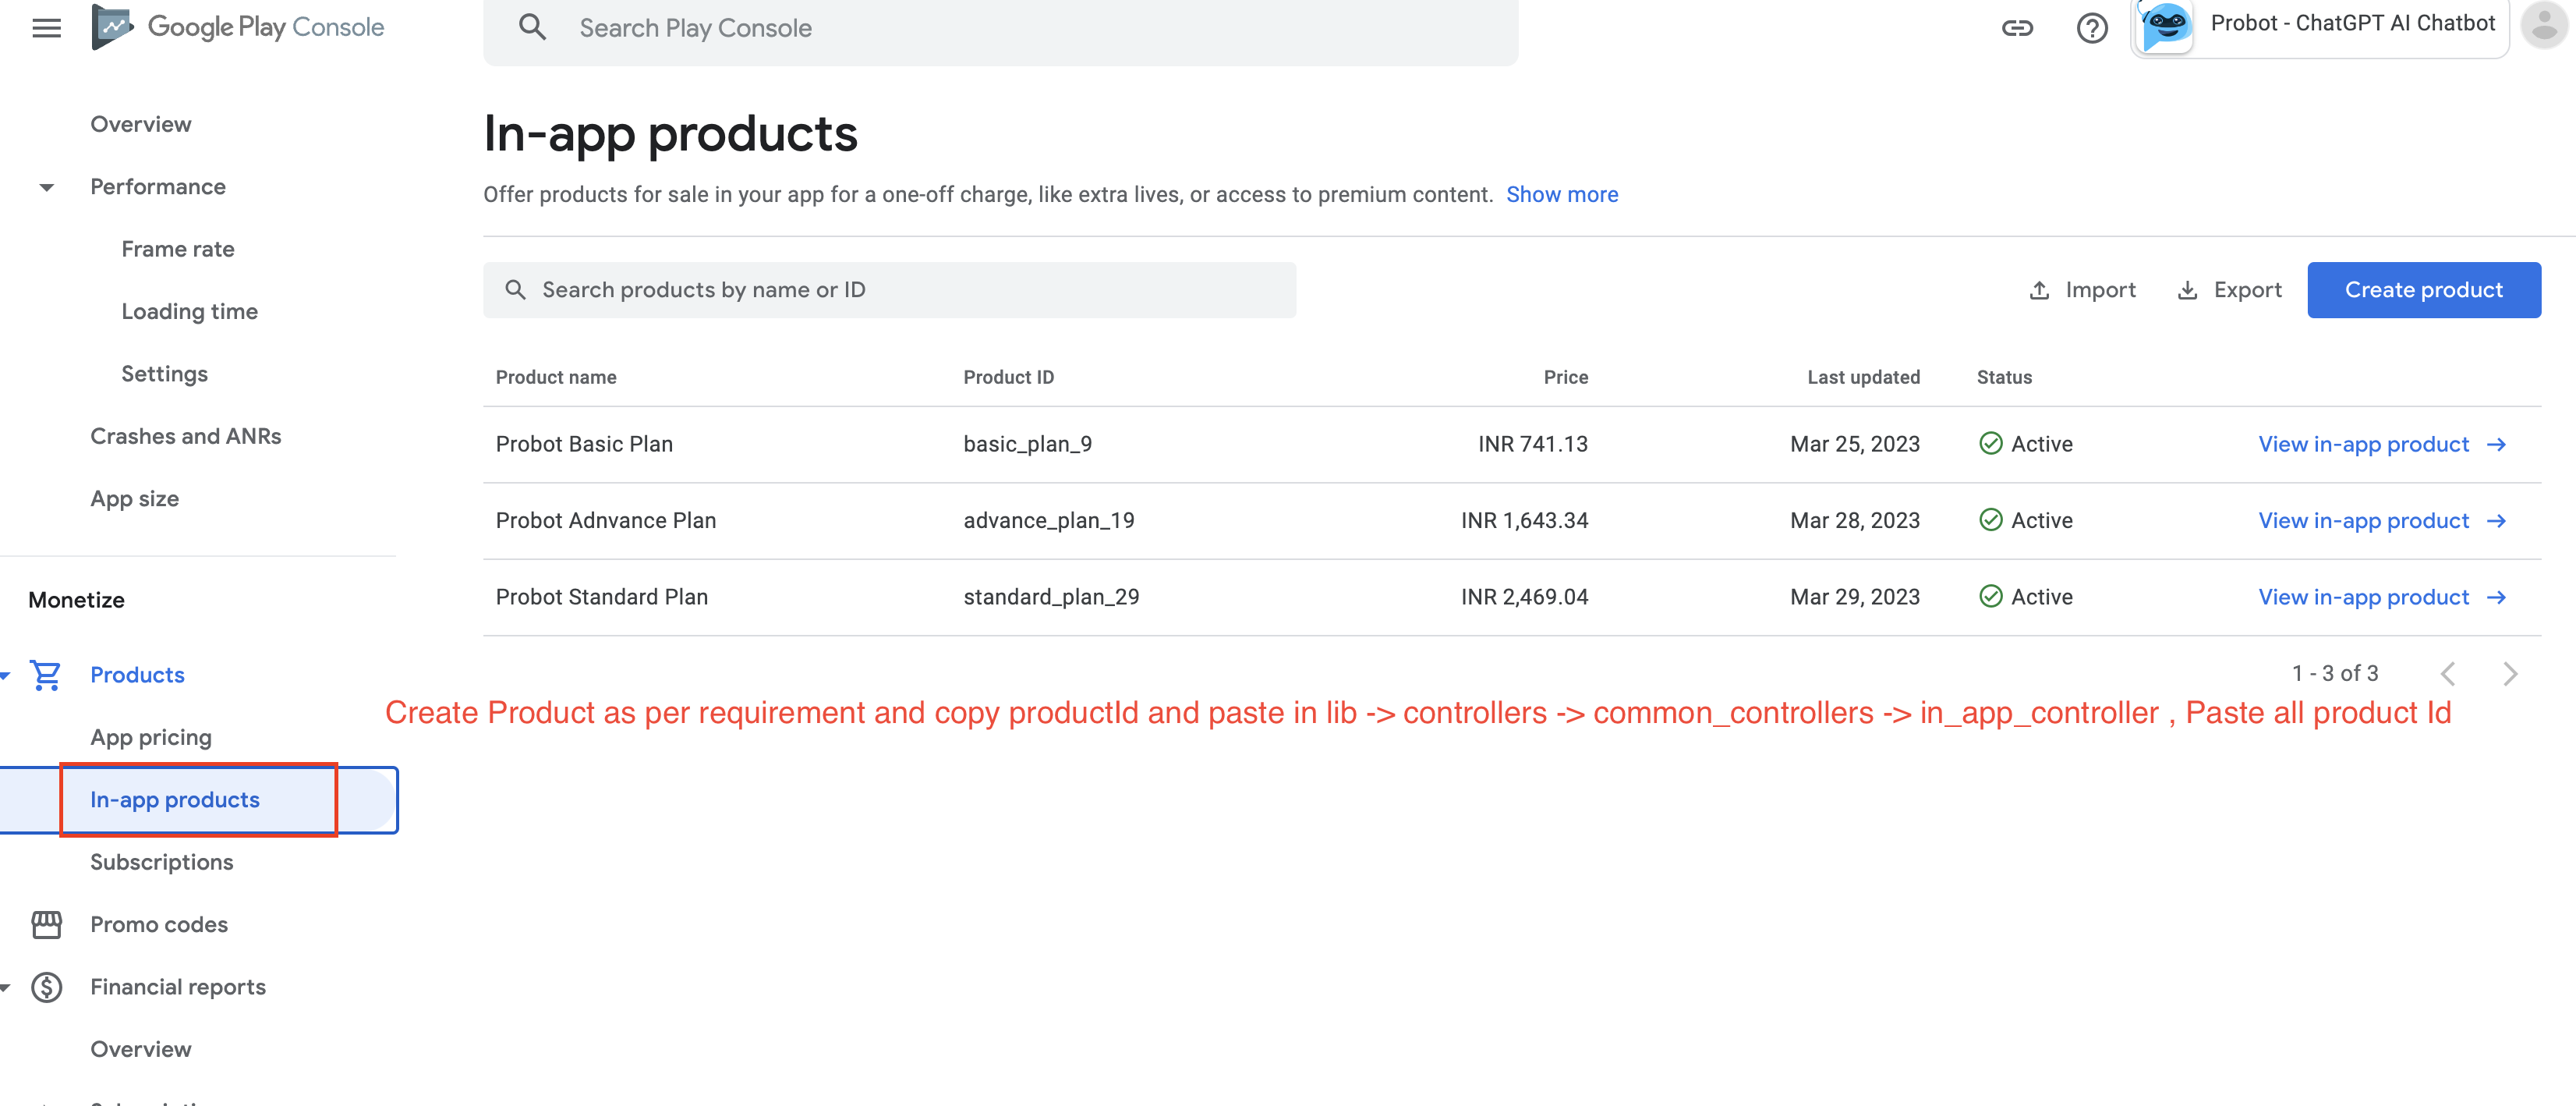 Google Play Console
Search Play Console
Probot - ChatGPT AI Chatbot
Overview
Performance
Frame rate
Loading time
Settings
Crashes and ANRs
App size
Monetize
Products
App pricing
In-app products
Subscriptions
Promo codes
Financial reports
Overview
In-app products
Offer products for sale in your app for a one-off charge, like extra lives, or access to premium content. Show more
Search products by name or ID
Import
Export
Create product
Product name Product ID Price Last updated Status
Probot Basic Plan basic_plan_9 INR 741.13 Mar 25, 2023 Active View in-app product
Probot Adnvance Plan advance_plan_19 INR 1,643.34 Mar 28, 2023 Active View in-app product
Probot Standard Plan standard_plan_29 INR 2,469.04 Mar 29, 2023 Active View in-app product
1 - 3 of 3
Create Product as per requirement and copy productId and paste in lib -> controllers -> common_controllers -> in_app_controller , Paste all product Id